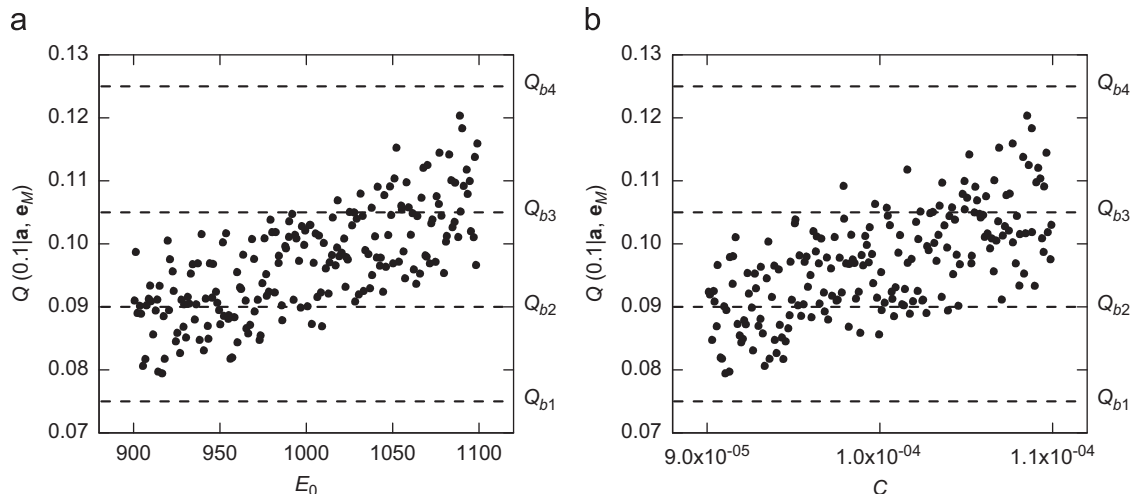 a
b
Q (0.1|a, e_M)
0.13
0.12
0.11
0.10
0.09
0.08
0.07
900
950
1000
1050
1100
E_0
Q_b4
Q_b3
Q_b2
Q_b1
Q (0.1|a, e_M)
0.13
0.12
0.11
0.10
0.09
0.08
0.07
9.0x10^-05
1.0x10^-04
1.1x10^-04
C
Q_b4
Q_b3
Q_b2
Q_b1